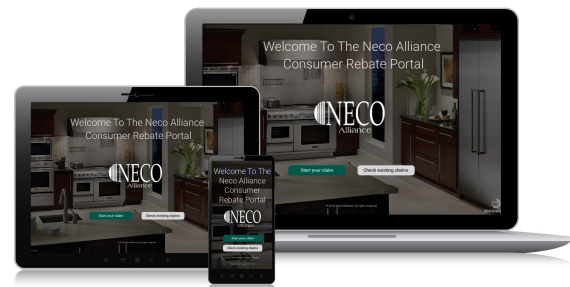 Welcome To The Neco Alliance
Consumer Rebate Portal
NECO
Alliance
Start your claim
Check existing claims
Welcome To The Neco Alliance
Consumer Rebate Portal
NECO
Alliance
Start your claim
Check existing claims
Welcome To The
Neco Alliance
Consumer
Rebate Portal
NECO
Alliance
Start your claim
Check existing claims